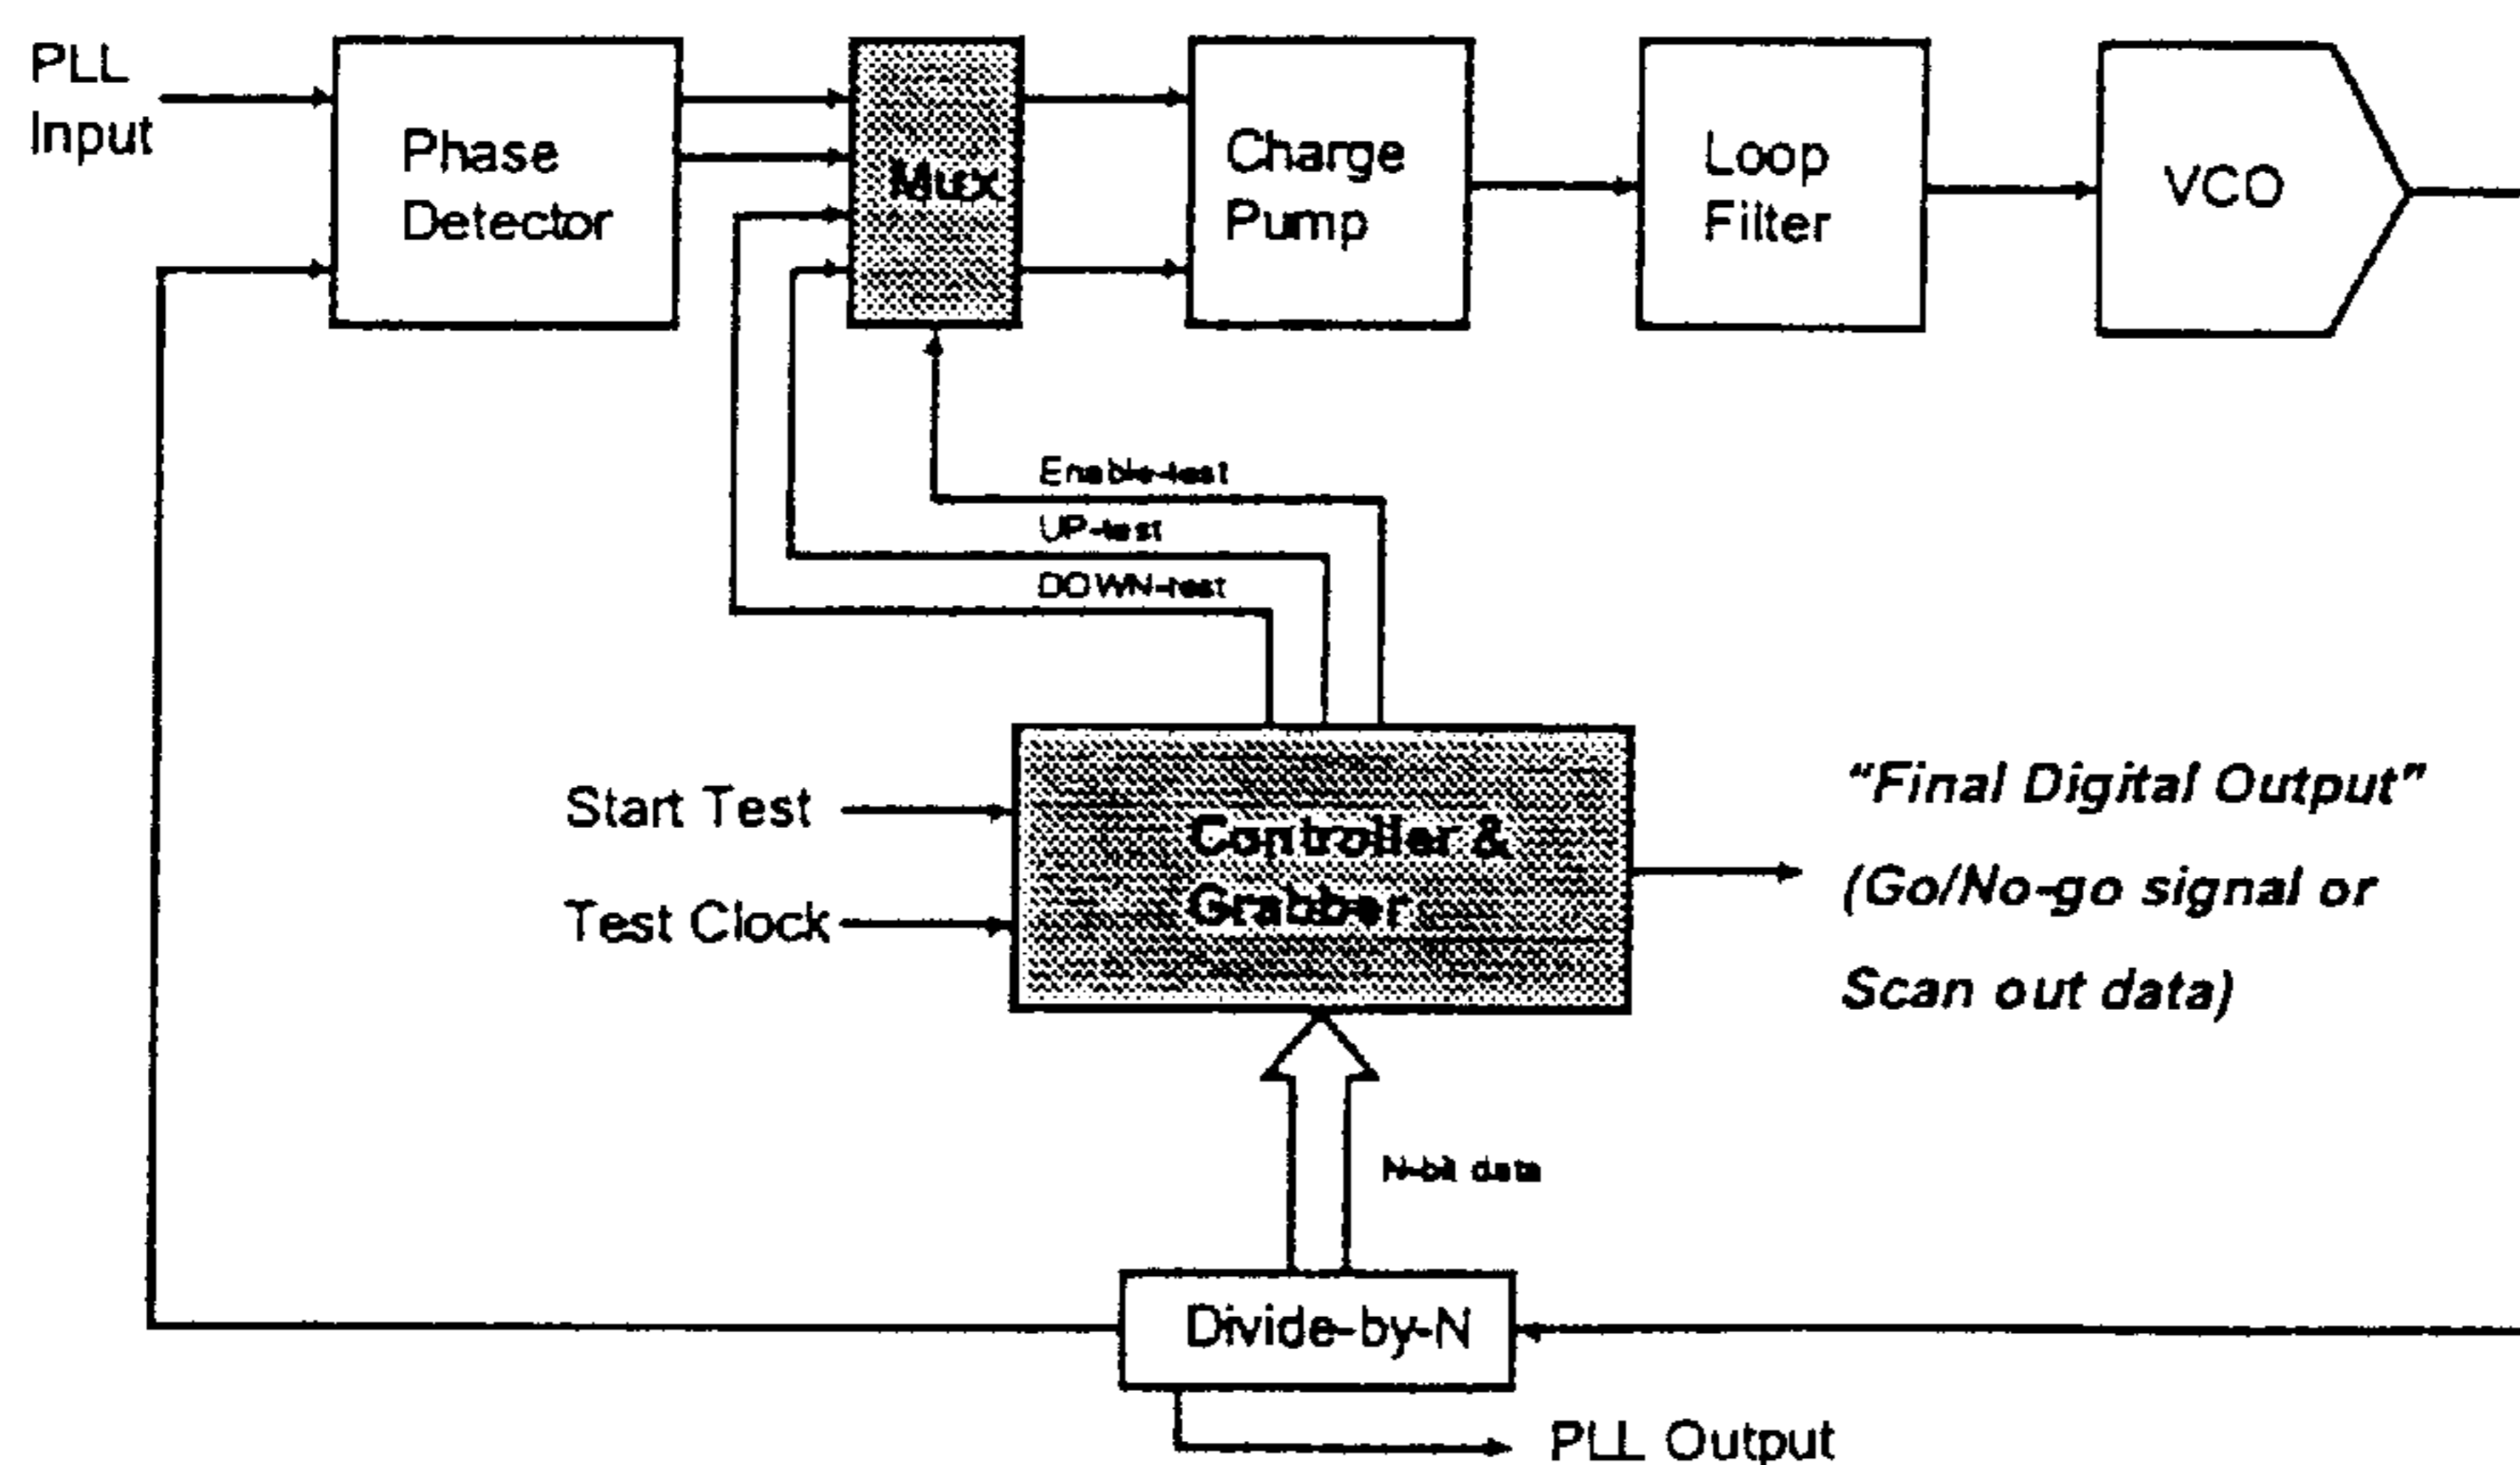 PLL
Input
Phase
Detector
Mux
Charge
Pump
Loop
Filter
VCO
Enable-test
UP-test
DOWN-test
Start Test
Test Clock
Controller &
Grabber
"Final Digital Output"
(Go/No-go signal or
Scan out data)
N-bit data
Divide-by-N
PLL Output